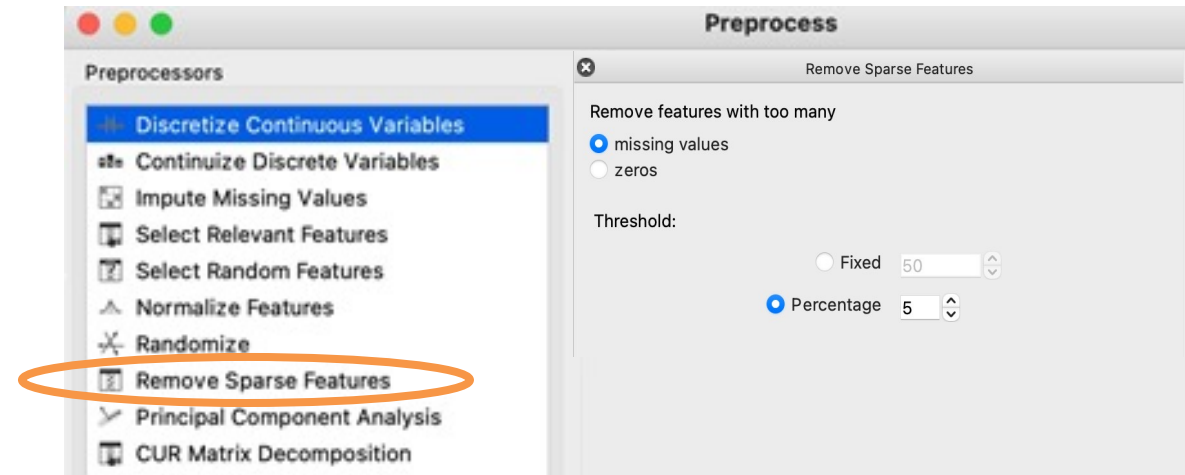 Preprocess
Preprocessors
Discretize Continuous Variables
Continuize Discrete Variables
Impute Missing Values
Select Relevant Features
Select Random Features
Normalize Features
Randomize
Remove Sparse Features
Principal Component Analysis
CUR Matrix Decomposition
Remove Sparse Features
Remove features with too many
missing values
zeros
Threshold:
Fixed 50
Percentage 5